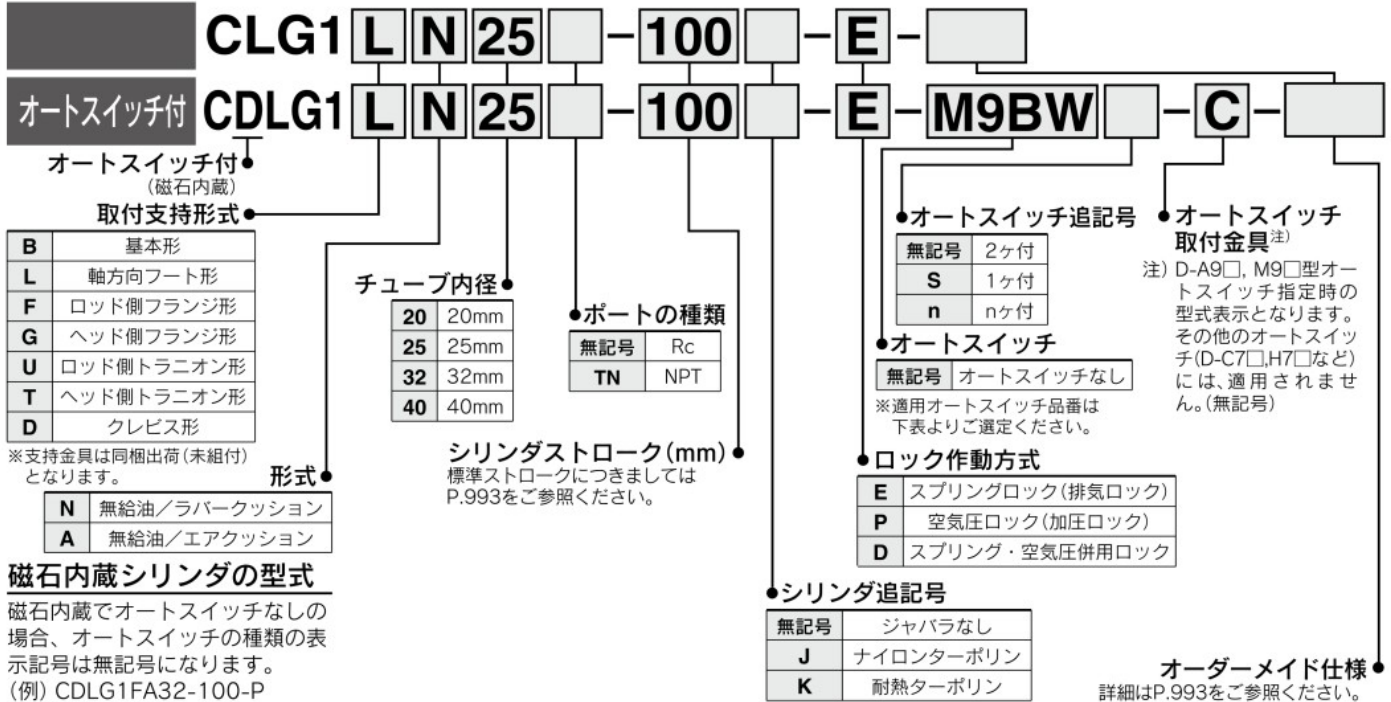 CLG1 L N 25 -100 -E-
オートスイッチ付 CDLG1 L N 25 -100 -E-M9BW -C-
オートスイッチ付
(磁石内蔵)
取付支持形式
B 基本形
L 軸方向フート形
F ロッド側フランジ形
G ヘッド側フランジ形
U ロッド側トラニオン形
T ヘッド側トラニオン形
D クレビス形
※支持金具は同梱出荷(未組付)
となります。
形式
N 無給油／ラバークッション
A 無給油／エアクッション
チューブ内径
20 20mm
25 25mm
32 32mm
40 40mm
ポートの種類
無記号 Rc
TN NPT
シリンダストローク(mm)
標準ストロークにつきましては
P.993をご参照ください。
オートスイッチ追記号
無記号 2ヶ付
S 1ヶ付
n nヶ付
オートスイッチ
無記号 オートスイッチなし
※適用オートスイッチ品番は
下表よりご選定ください。
オートスイッチ
取付金具注)
注) D-A9□, M9□型オー
トスイッチ指定時の
型式表示となります。
その他のオートスイッ
チ(D-C7□,H7□など)
には、適用されませ
ん。(無記号)
ロック作動方式
E スプリングロック(排気ロック)
P 空気圧ロック(加圧ロック)
D スプリング・空気圧併用ロック
磁石内蔵シリンダの型式
磁石内蔵でオートスイッチなしの
場合、オートスイッチの種類の表
示記号は無記号になります。
(例) CDLG1FA32-100-P
シリンダ追記号
無記号 ジャバラなし
J ナイロンターポリン
K 耐熱ターポリン
オーダーメイド仕様
詳細はP.993をご参照ください。